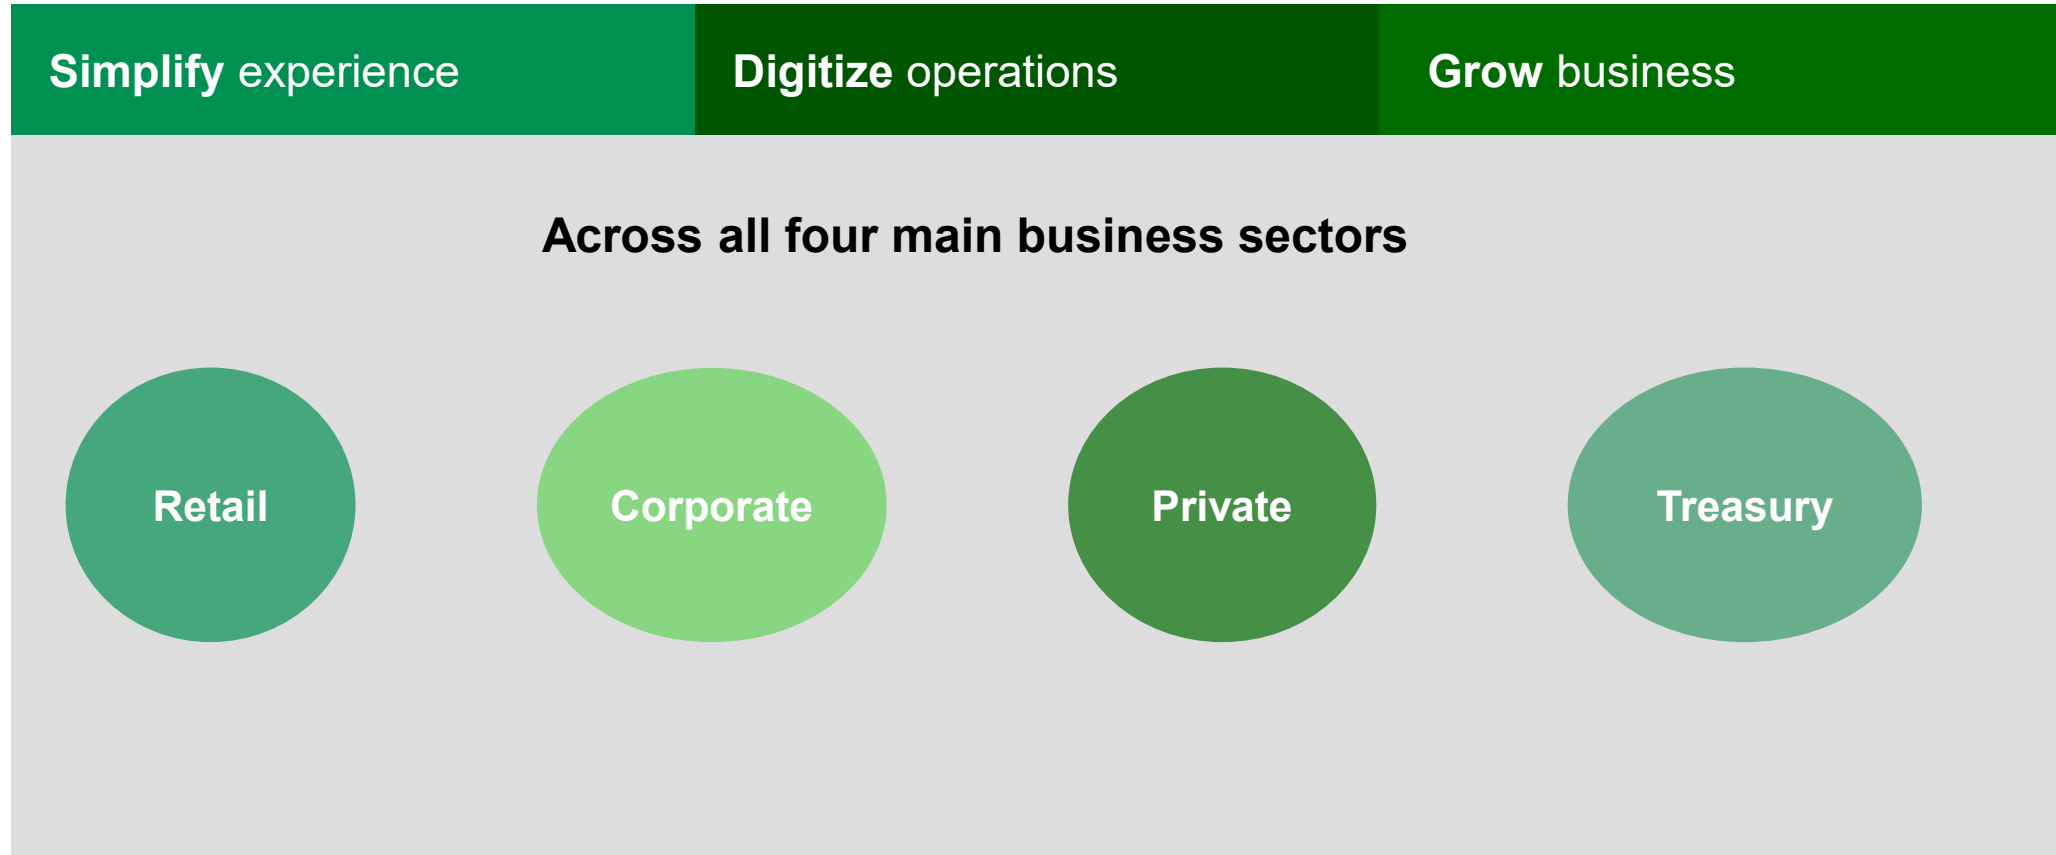 Simplify experience
Digitize operations
Grow business
Across all four main business sectors
Retail
Corporate
Private
Treasury